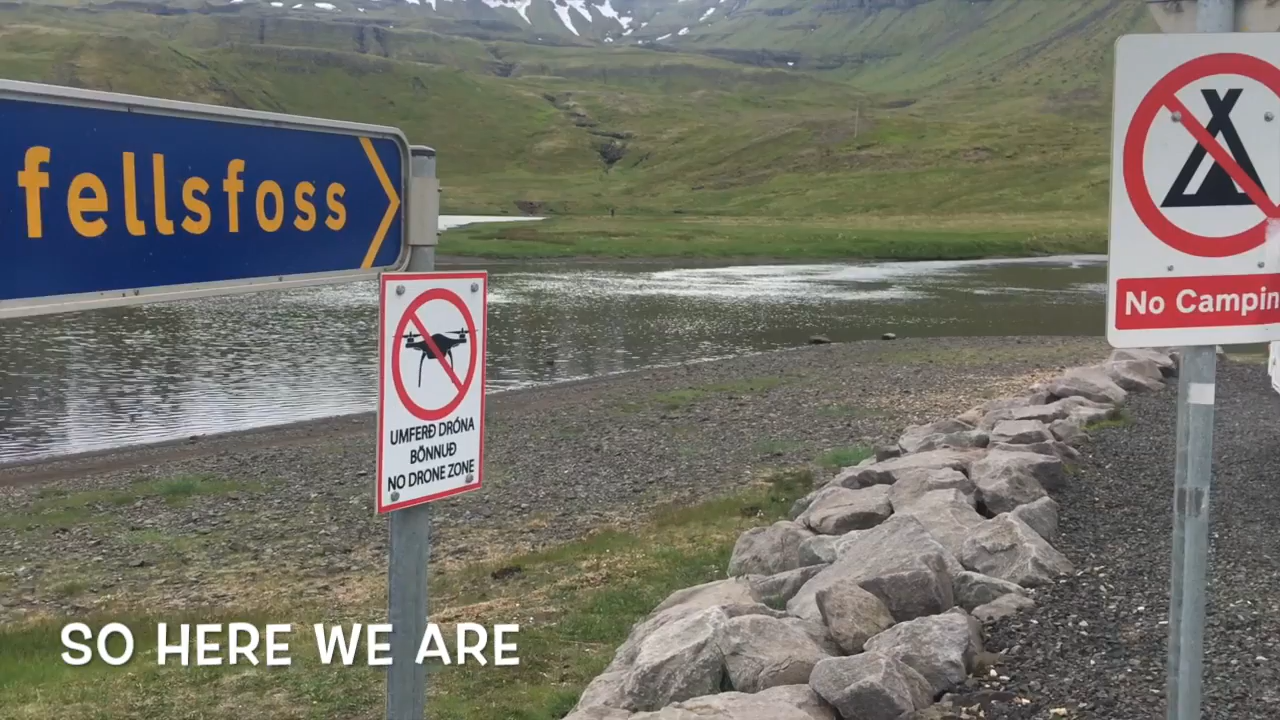 fellsfoss
UMFERÐ DRÓNA
BÖNNUÐ
NO DRONE ZONE
No Campin
SO HERE WE ARE